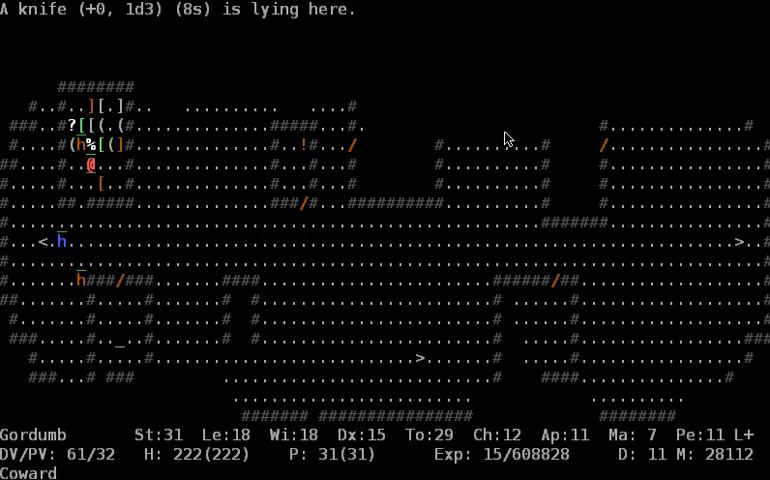 A knife (+0, 1d3) (8s) is lying here.
########
#..#..][.]#.. .......... ....#
###..#?[[(.(#..............#####...#. #..............#
#....#(h%[(]#..............#..!#.../ #.........# /................#
##....#..@...#..............#..#...# #.........# #................#
#.....#...[..#..............#..#...# #.........# #................
#.....##.#####..............###/#...########## #.........# #................#
#.......................................................#######.................
#...<.h.....................................................................>..#
#..............................................................................#
#.......h###/###.......####........................######/##.................#
##.......#.....#.......# #.........................# ......#.................#
#.......#.....#.......# #.........................# ......#.................
###.....#.._..#.......# #.........................# .....#.................###
#.....#.....#...........................>.......# .....#................#
###...# ### ............................# ####...............#
......................... ..........
####### ################ ########
Gordumb St:31 Le:18 Wi:18 Dx:15 To:29 Ch:12 Ap:11 Ma: 7 Pe:11 L+
DV/PV: 61/32 H: 222(222) P: 31(31) Exp: 15/608828 D: 11 M: 28112
Coward